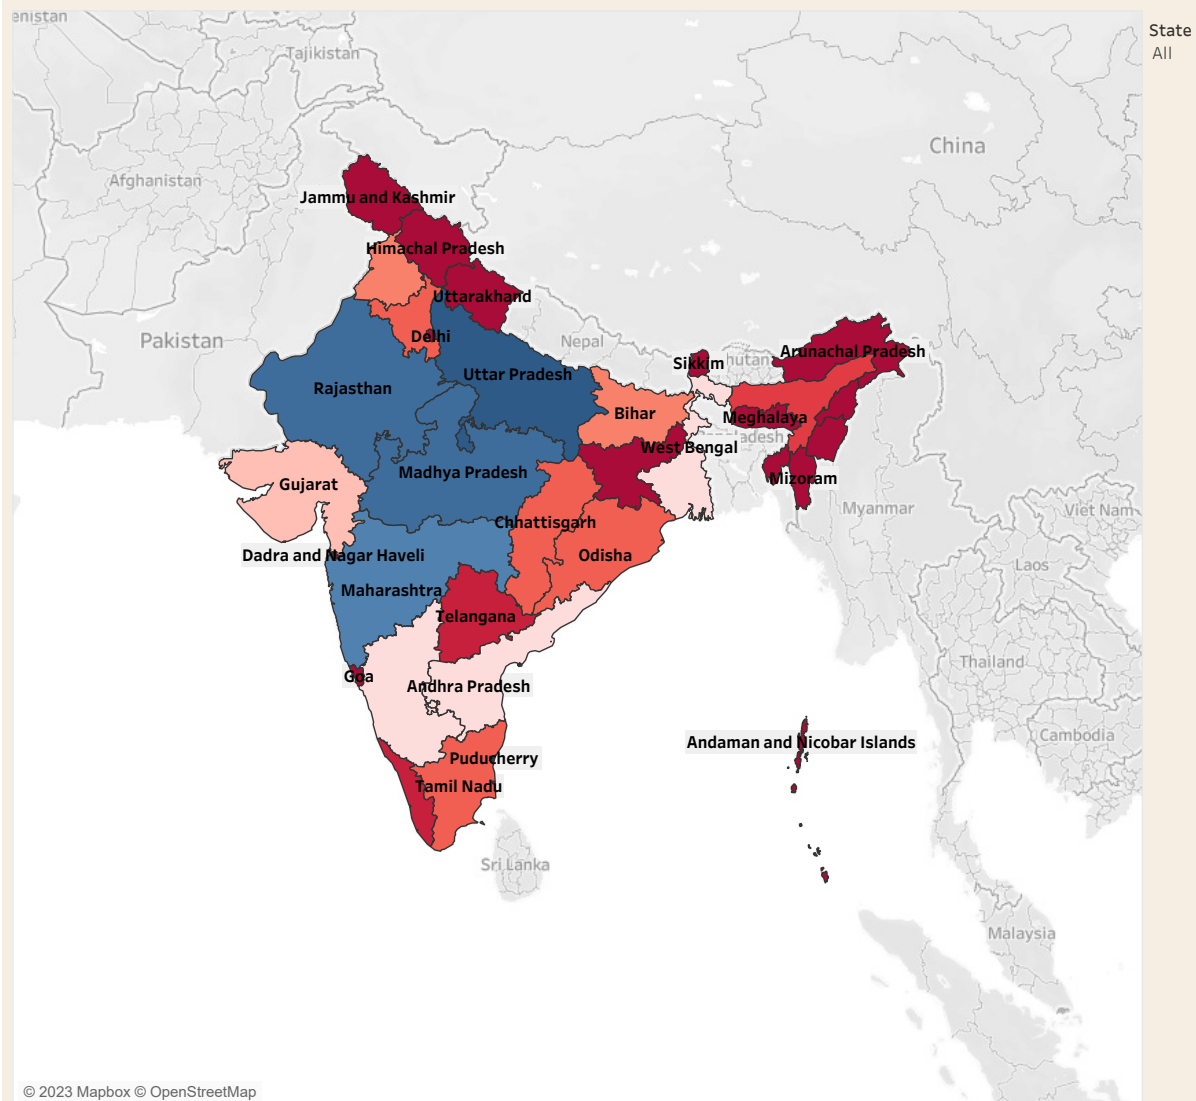 enistan
State
All
Tajikistan
China
Afghanistan
Jammu and Kashmir
Himachal Pradesh
Uttarakhand
Pakistan
Delhi
Nepal
Sikkim
hutan
Arunachal Pradesh
Uttar Pradesh
Rajasthan
Bihar
Meghalaya
West Bengal
ladesh
Madhya Pradesh
Mizoram
Gujarat
Myanmar
Viet Nam
Chhattisgarh
Dadra and Nagar Haveli
Odisha
Laos
Maharashtra
Telangana
Thailand
Goa
Andhra Pradesh
Andaman and Nicobar Islands
Cambodia
Puducherry
Tamil Nadu
Sri Lanka
Malaysia
© 2023 Mapbox © OpenStreetMap